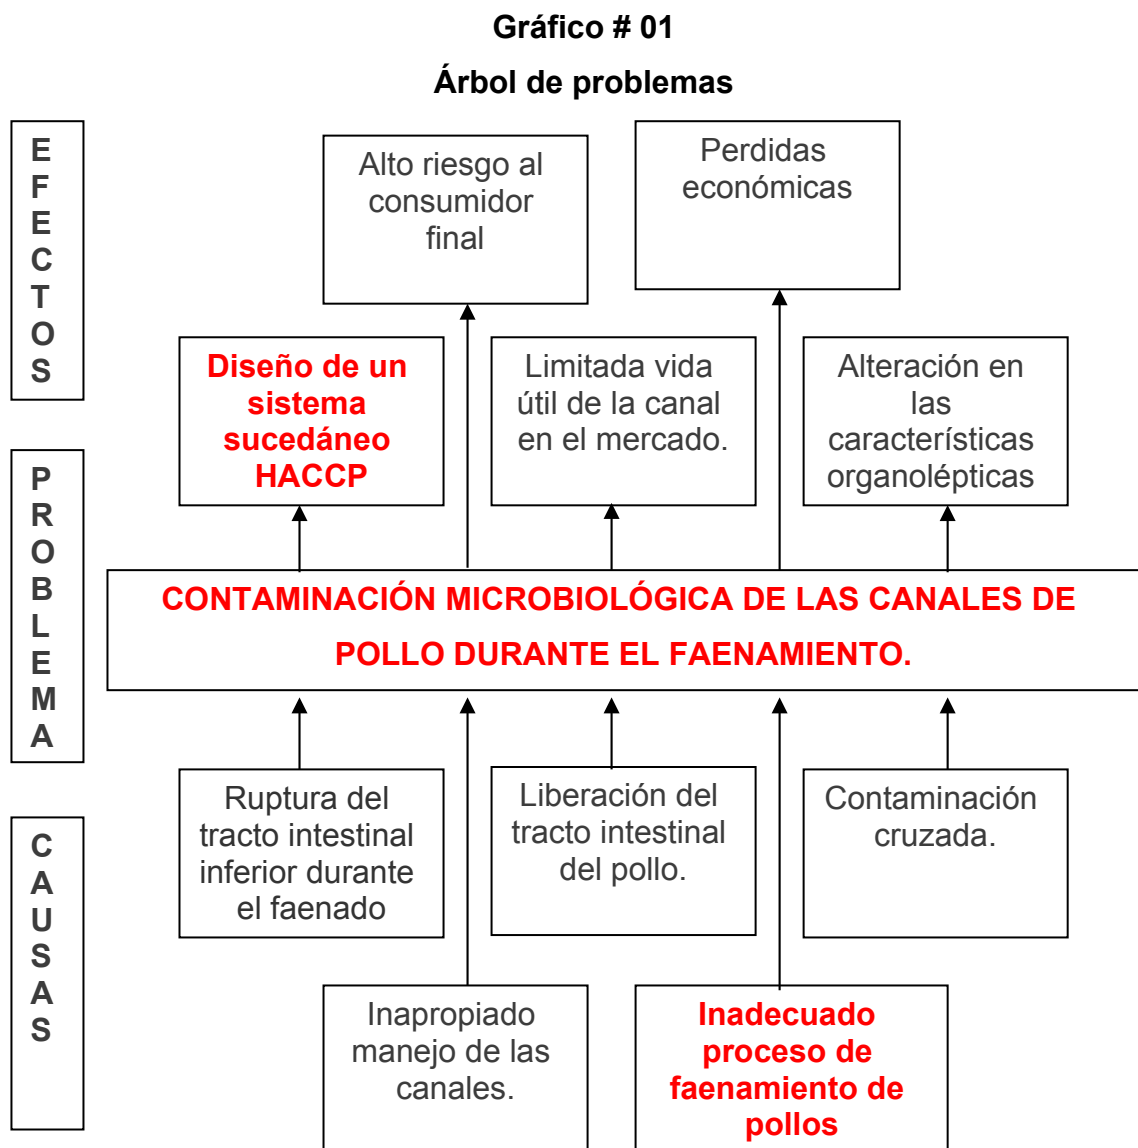 Gráfico # 01
Árbol de problemas
E
F
E
C
T
O
S
Alto riesgo al
consumidor
final
Perdidas
económicas
Diseño de un
sistema
sucedáneo
HACCP
Limitada vida
útil de la canal
en el mercado.
Alteración en
las
características
organolépticas
P
R
O
B
L
E
M
A
CONTAMINACIÓN MICROBIOLÓGICA DE LAS CANALES DE
POLLO DURANTE EL FAENAMIENTO.
C
A
U
S
A
S
Ruptura del
tracto intestinal
inferior durante
el faenado
Liberación del
tracto intestinal
del pollo.
Contaminación
cruzada.
Inapropiado
manejo de las
canales.
Inadecuado
proceso de
faenamiento de
pollos